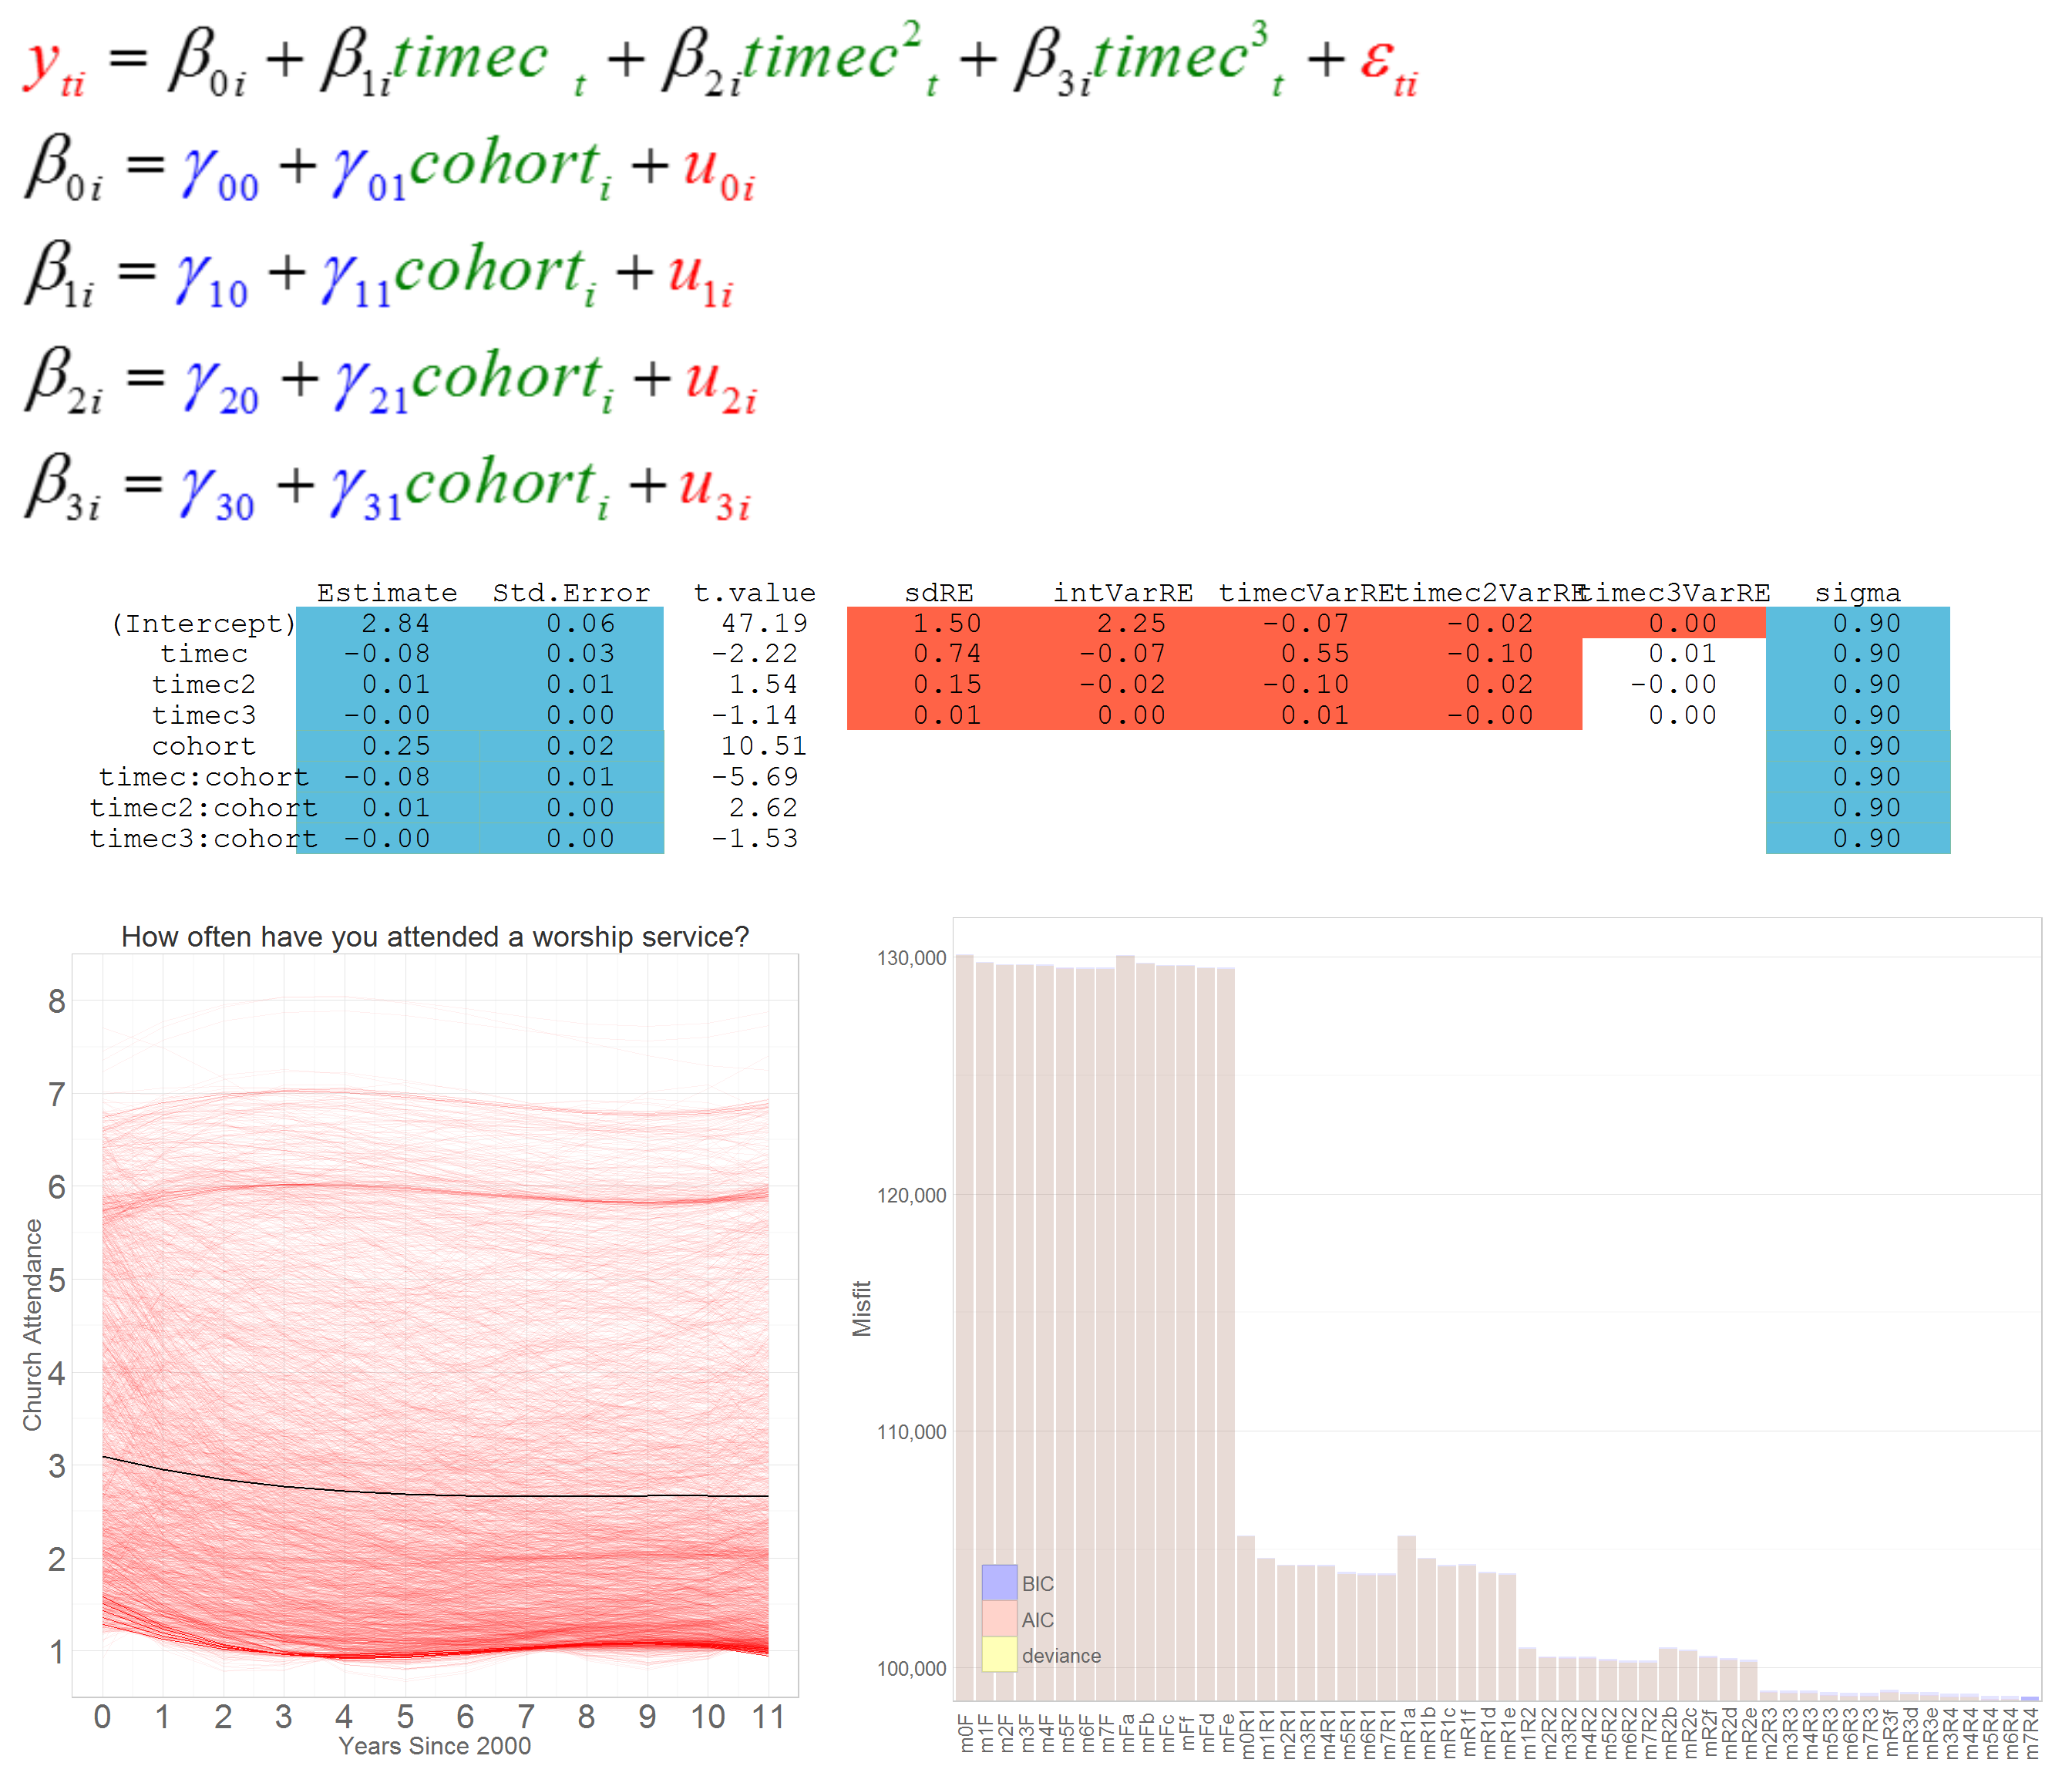 y_ti = β_0i + β_1i timec_t + β_2i timec²_t + β_3i timec³_t + ε_ti
β_0i = γ_00 + γ_01 cohort_i + u_0i
β_1i = γ_10 + γ_11 cohort_i + u_1i
β_2i = γ_20 + γ_21 cohort_i + u_2i
β_3i = γ_30 + γ_31 cohort_i + u_3i
Estimate Std.Error t.value sdRE intVarRE timecVarRE timec2VarRE timec3VarRE sigma
(Intercept) 2.84 0.06 47.19 1.50 2.25 -0.07 -0.02 0.00 0.90
timec -0.08 0.03 -2.22 0.74 -0.07 0.55 -0.10 0.01 0.90
timec2 0.01 0.01 1.54 0.15 -0.02 -0.10 0.02 -0.00 0.90
timec3 -0.00 0.00 -1.14 0.01 0.00 0.01 -0.00 0.00 0.90
cohort 0.25 0.02 10.51 0.90
timec:cohort -0.08 0.01 -5.69 0.90
timec2:cohort 0.01 0.00 2.62 0.90
timec3:cohort -0.00 0.00 -1.53 0.90
How often have you attended a worship service?
8
7
6
5
4
3
2
1
Church Attendance
0 1 2 3 4 5 6 7 8 9 10 11
Years Since 2000
130,000
120,000
110,000
100,000
Misfit
BIC
AIC
deviance
m0F m1F m2F m3F m4F m5F m6F m7F mFa mFb mFc mFf mFd mFe m0R1 m1R1 m2R1 m3R1 m4R1 m5R1 m6R1 m7R1 mR1a mR1b mR1c mR1f mR1d mR1e m1R2 m2R2 m3R2 m4R2 m5R2 m6R2 m7R2 mR2b mR2c mR2f mR2d mR2e m2R3 m3R3 m4R3 m5R3 m6R3 m7R3 mR3f mR3d mR3e m3R4 m4R4 m5R4 m6R4 m7R4